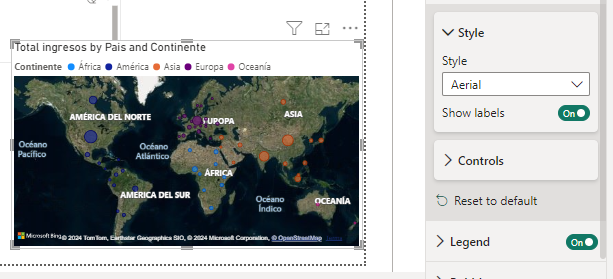 Total ingresos by Pais and Continente
Continente África América Asia Europa Oceanía
AMÉRICA DEL NORTE
ASIA
Océano
Pacífico
Océano
Atlántico
ÁFRICA
AMÉRICA DEL SUR
Océano
Índico
OCEANÍA
Microsoft Bing
© 2024 TomTom, Earthstar Geographics SIO, © 2024 Microsoft Corporation, © OpenStreetMap Terms
Style
Style
Aerial
Show labels On
Controls
Reset to default
Legend On